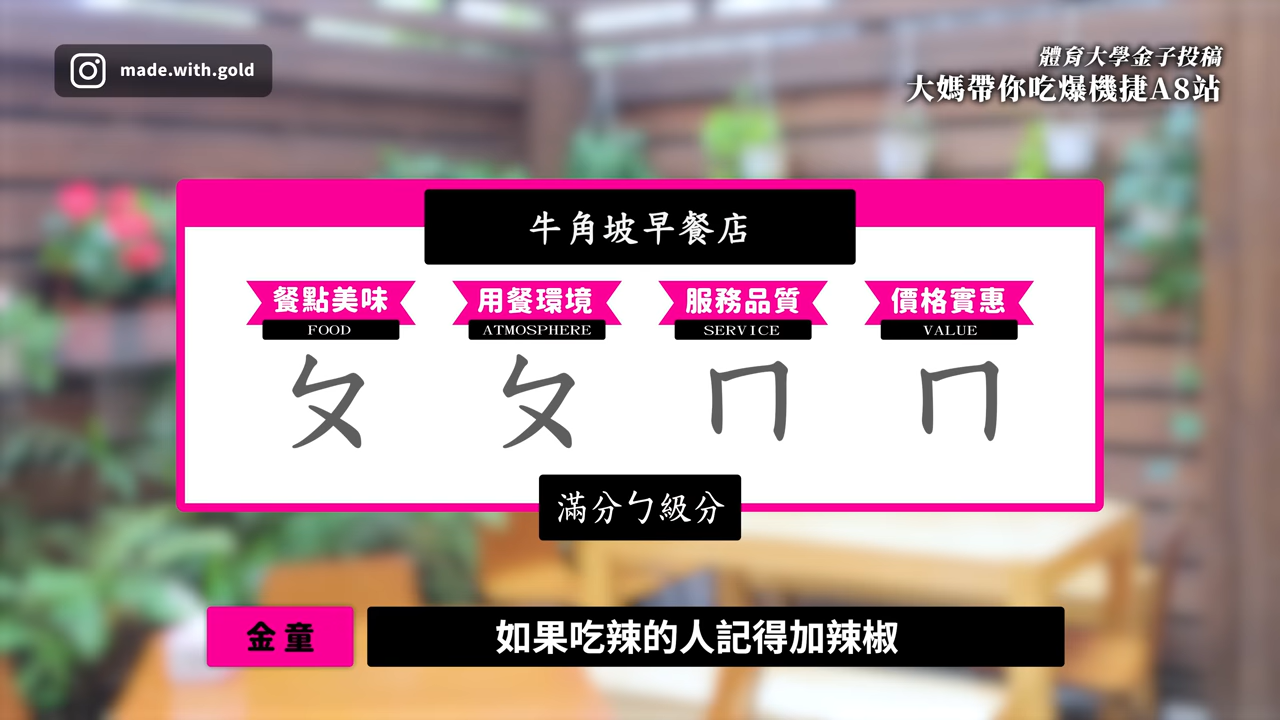 made.with.gold
體育大學金子投稿
大媽帶你吃爆機捷A8站
牛角坡早餐店
餐點美味
FOOD
ㄆ
用餐環境
ATMOSPHERE
ㄆ
服務品質
SERVICE
ㄇ
價格實惠
VALUE
ㄇ
滿分ㄅ級分
金童
如果吃辣的人記得加辣椒